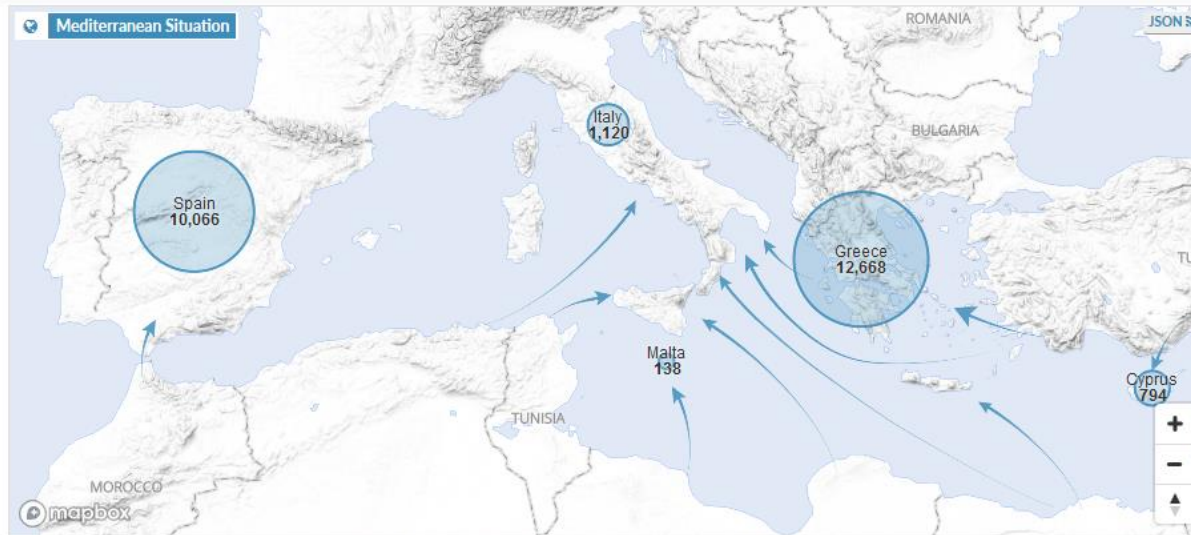 Mediterranean Situation
JSON
ROMANIA
Italy
1,120
BULGARIA
Spain
10,066
Greece
12,668
Malta
138
Cyprus
794
TUNISIA
MOROCCO
mapbox